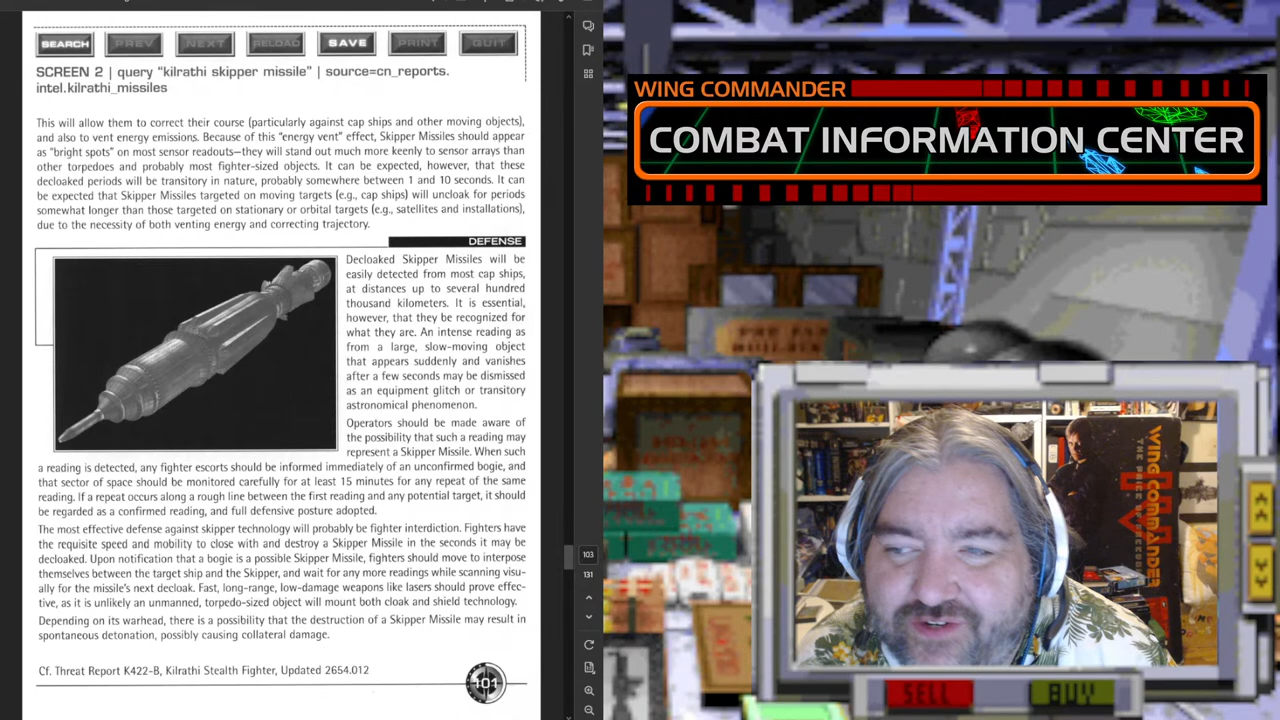 SEARCH PREV NEXT RELOAD SAVE PRINT QUIT
SCREEN 2 | query “kilrathi skipper missile” | source=cn_reports.
intel.kilrathi_missiles
This will allow them to correct their course (particularly against cap ships and other moving objects),
and also to vent energy emissions. Because of this “energy vent” effect, Skipper Missiles should appear
as “bright spots” on most sensor readouts—they will stand out much more keenly to sensor arrays than
other torpedoes and probably most fighter-sized objects. It can be expected, however, that these
decloaked periods will be transitory in nature, probably somewhere between 1 and 10 seconds. It can
be expected that Skipper Missiles targeted on moving targets (e.g., cap ships) will uncloak for periods
somewhat longer than those targeted on stationary or orbital targets (e.g., satellites and installations),
due to the necessity of both venting energy and correcting trajectory.
DEFENSE
Decloaked Skipper Missiles will be
easily detected from most cap ships,
at distances up to several hundred
thousand kilometers. It is essential,
however, that they be recognized for
what they are. An intense reading as
from a large, slow-moving object
that appears suddenly and vanishes
after a few seconds may be dismissed
as an equipment glitch or transitory
astronomical phenomenon.
Operators should be made aware of
the possibility that such a reading may
represent a Skipper Missile. When such
a reading is detected, any fighter escorts should be informed immediately of an unconfirmed bogie, and
that sector of space should be monitored carefully for at least 15 minutes for any repeat of the same
reading. If a repeat occurs along a rough line between the first reading and any potential target, it should
be regarded as a confirmed reading, and full defensive posture adopted.
The most effective defense against skipper technology will probably be fighter interdiction. Fighters have
the requisite speed and mobility to close with and destroy a Skipper Missile in the seconds it may be
decloaked. Upon notification that a bogie is a possible Skipper Missile, fighters should move to interpose
themselves between the target ship and the Skipper, and wait for any more readings while scanning visu-
ally for the missile's next decloak. Fast, long-range, low-damage weapons like lasers should prove effec-
tive, as it is unlikely an unmanned, torpedo-sized object will mount both cloak and shield technology.
Depending on its warhead, there is a possibility that the destruction of a Skipper Missile may result in
spontaneous detonation, possibly causing collateral damage.
Cf. Threat Report K422-B, Kilrathi Stealth Fighter, Updated 2654.012
101
103
131
WING COMMANDER
COMBAT INFORMATION CENTER
WING COMMANDER
THE PRICE OF FREEDOM
SELL BUY